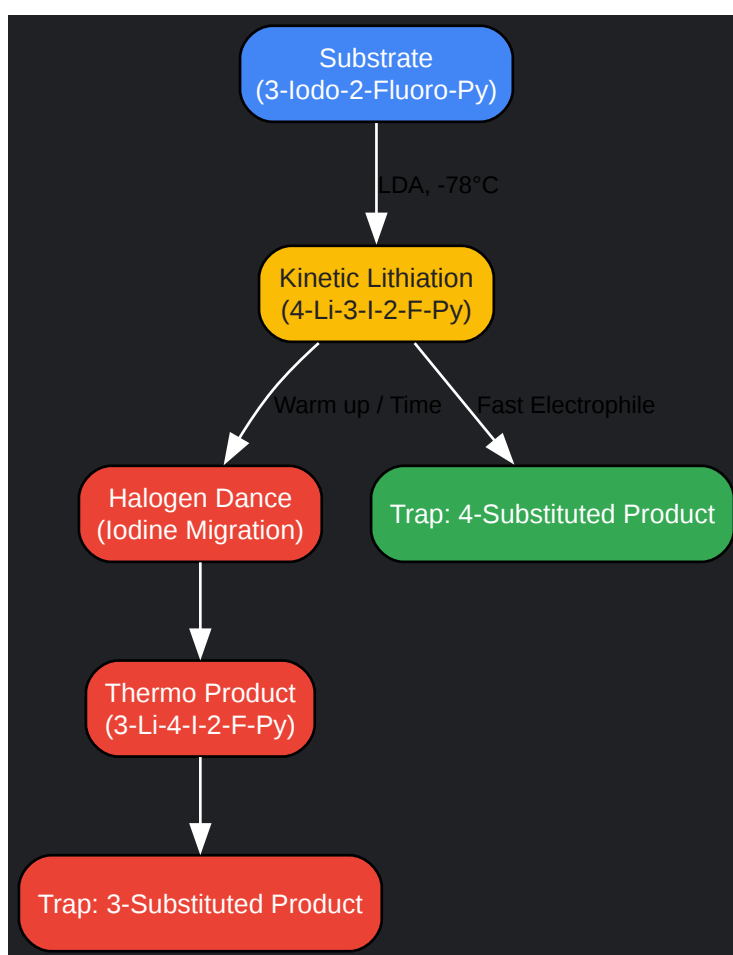 Substrate
(3-Iodo-2-Fluoro-Py)
LDA, -78°C
Kinetic Lithiation
(4-Li-3-I-2-F-Py)
Warm up / Time
Fast Electrophile
Halogen Dance
(Iodine Migration)
Trap: 4-Substituted Product
Thermo Product
(3-Li-4-I-2-F-Py)
Trap: 3-Substituted Product